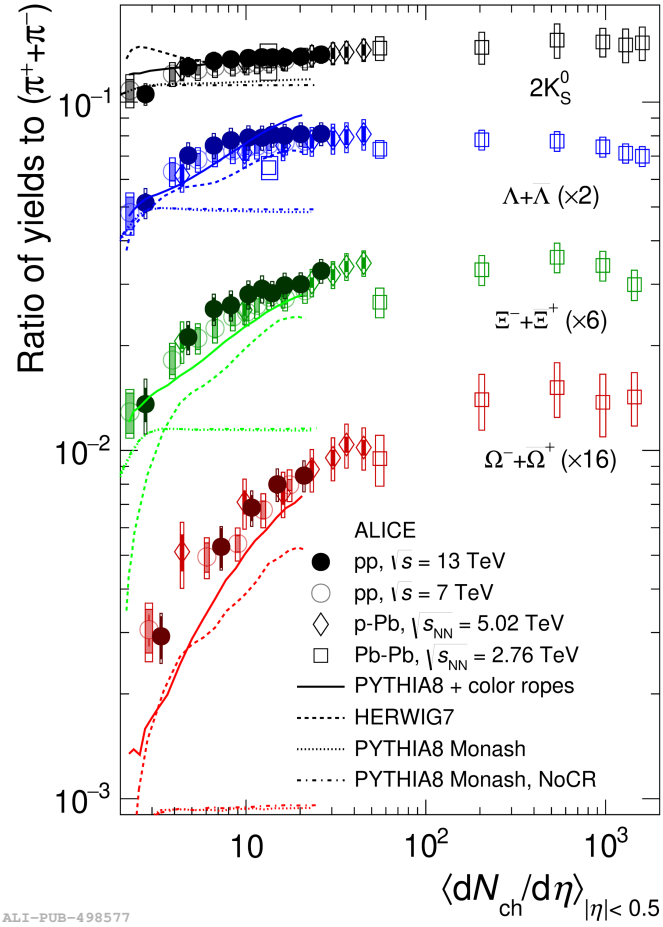 Ratio of yields to (π⁺+π⁻)
10⁻¹
2K⁰S
Λ+Λ̅ (×2)
Ξ⁻+Ξ̅⁺ (×6)
10⁻²
Ω⁻+Ω̅⁺ (×16)
ALICE
pp, √s = 13 TeV
pp, √s = 7 TeV
p-Pb, √sNN = 5.02 TeV
Pb-Pb, √sNN = 2.76 TeV
PYTHIA8 + color ropes
HERWIG7
PYTHIA8 Monash
PYTHIA8 Monash, NoCR
10⁻³
10 10² 10³
⟨dNch/dη⟩|η|< 0.5
ALI-PUB-498577